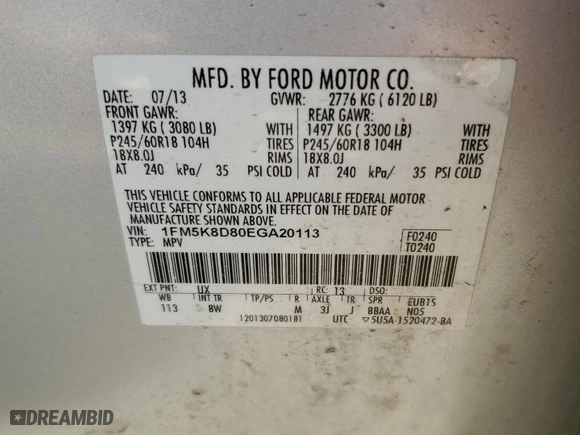 MFD. BY FORD MOTOR CO.
DATE: 07/13 GVWR: 2776 KG ( 6120 LB)
FRONT GAWR: REAR GAWR:
1397 KG ( 3080 LB) WITH 1497 KG ( 3300 LB) WITH
P245/60R18 104H TIRES P245/60R18 104H TIRES
18X8.0J RIMS 18X8.0J RIMS
AT 240 kPa/ 35 PSI COLD AT 240 kPa/ 35 PSI COLD
THIS VEHICLE CONFORMS TO ALL APPLICABLE FEDERAL MOTOR
VEHICLE SAFETY STANDARDS IN EFFECT ON THE DATE OF
MANUFACTURE SHOWN ABOVE.
VIN: 1FM5K8D80EGA20113 F0240
TYPE: MPV T0240
EXT PNT: UX RC: 13 DSO:
WB INT TR TP/PS R AXLE TR SPR EUB1S
113 8W M 3J J BBAA N05
1201307080181 UTC ▽5U5A-1520472-BA
DREAMBID